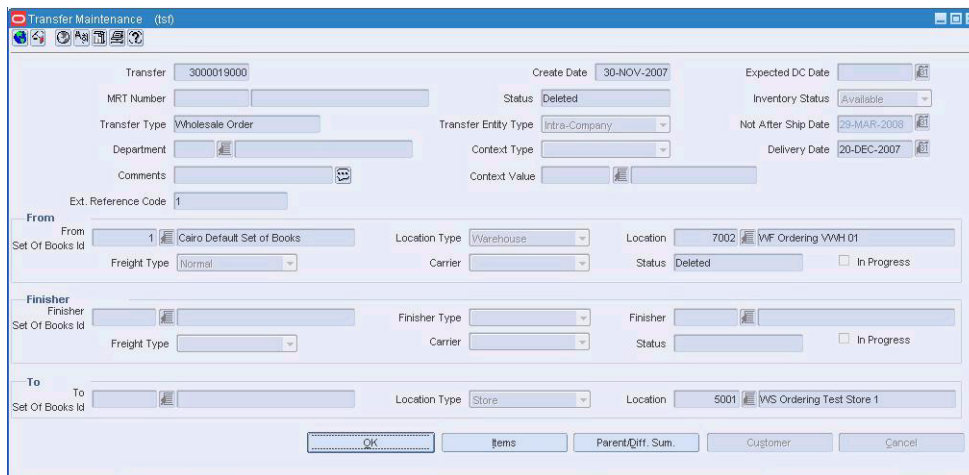 Transfer Maintenance (tsf)
Transfer 3000019000 Create Date 30-NOV-2007 Expected DC Date
MRT Number Status Deleted Inventory Status Available
Transfer Type Wholesale Order Transfer Entity Type Intra-Company Not After Ship Date 29-MAR-2008
Department Context Type Delivery Date 20-DEC-2007
Comments Context Value
Ext. Reference Code 1
From
From Set Of Books Id 1 Cairo Default Set of Books Location Type Warehouse Location 7002 WF Ordering VWH 01
Freight Type Normal Carrier Status Deleted In Progress
Finisher
Finisher Set Of Books Id Finisher Type Finisher
Freight Type Carrier Status In Progress
To
To Set Of Books Id Location Type Store Location 5001 WS Ordering Test Store 1
OK Items Parent/Diff. Sum. Customer Cancel